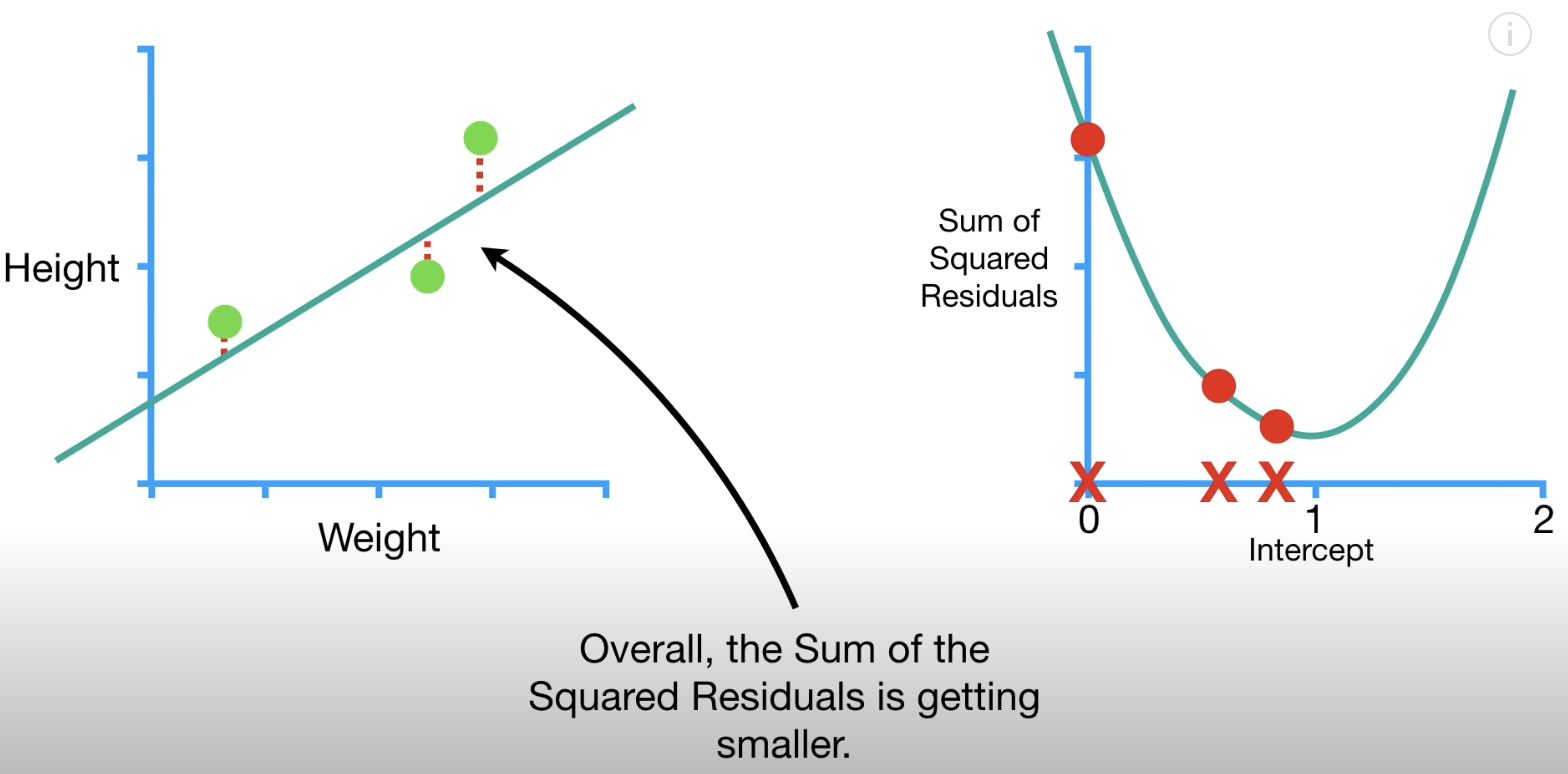 Height
Weight
Sum of
Squared
Residuals
0
1
2
Intercept
Overall, the Sum of the
Squared Residuals is getting
smaller.